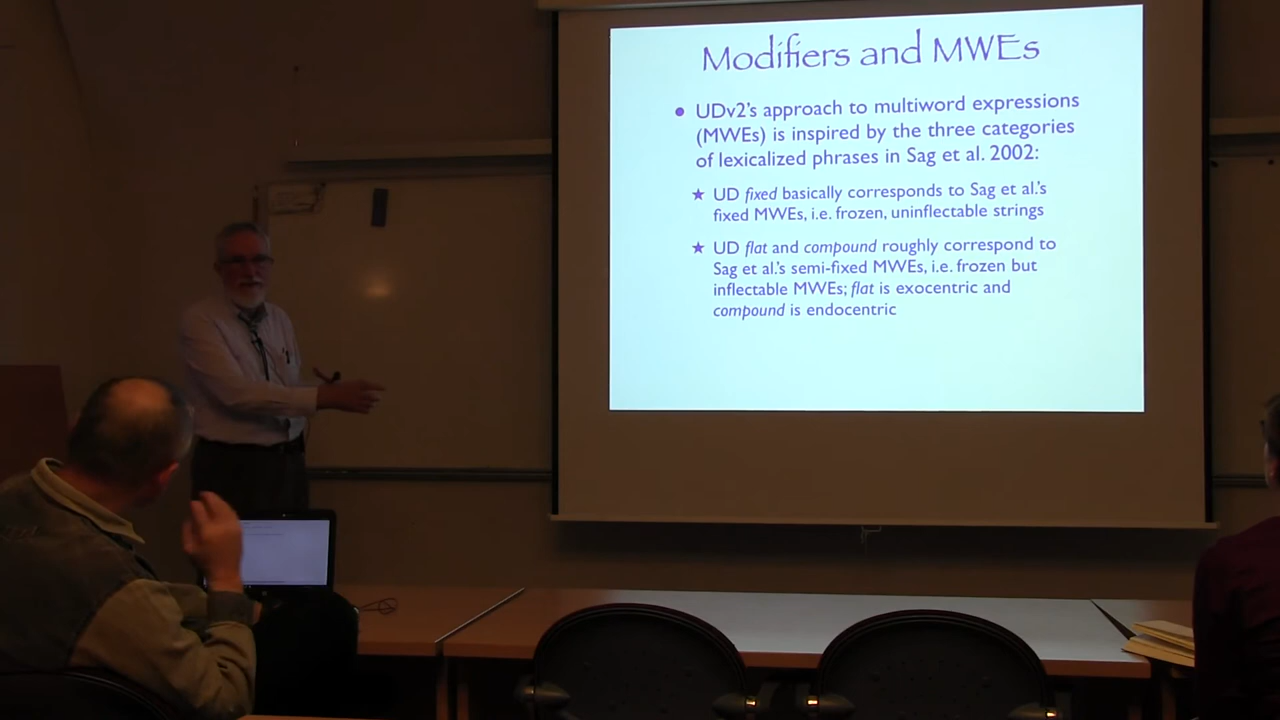 Modifiers and MWEs
• UDv2's approach to multiword expressions
(MWEs) is inspired by the three categories
of lexicalized phrases in Sag et al. 2002:
★ UD fixed basically corresponds to Sag et al.'s
fixed MWEs, i.e. frozen, uninflectable strings
★ UD flat and compound roughly correspond to
Sag et al.'s semi-fixed MWEs, i.e. frozen but
inflectable MWEs; flat is exocentric and
compound is endocentric